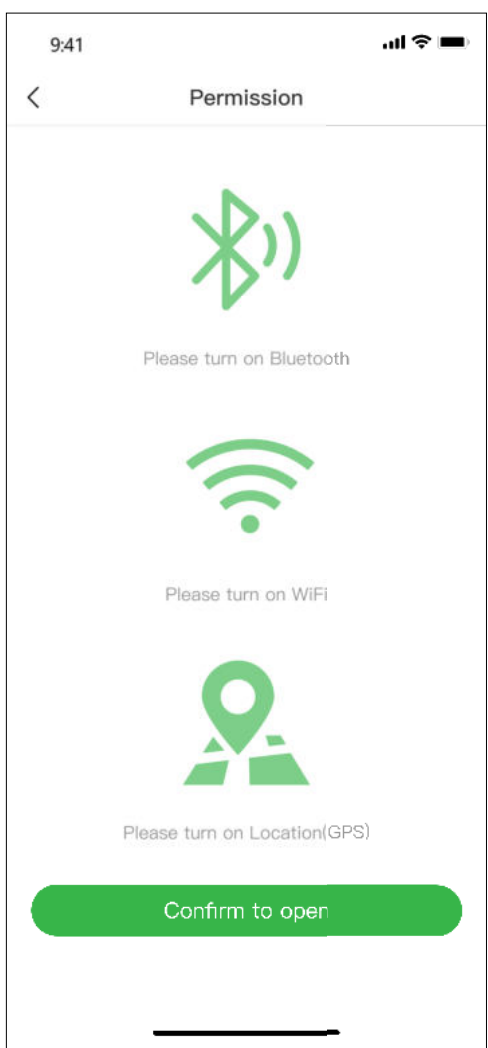 9:41
Permission
Please turn on Bluetooth
Please turn on WiFi
Please turn on Location(GPS)
Confirm to open